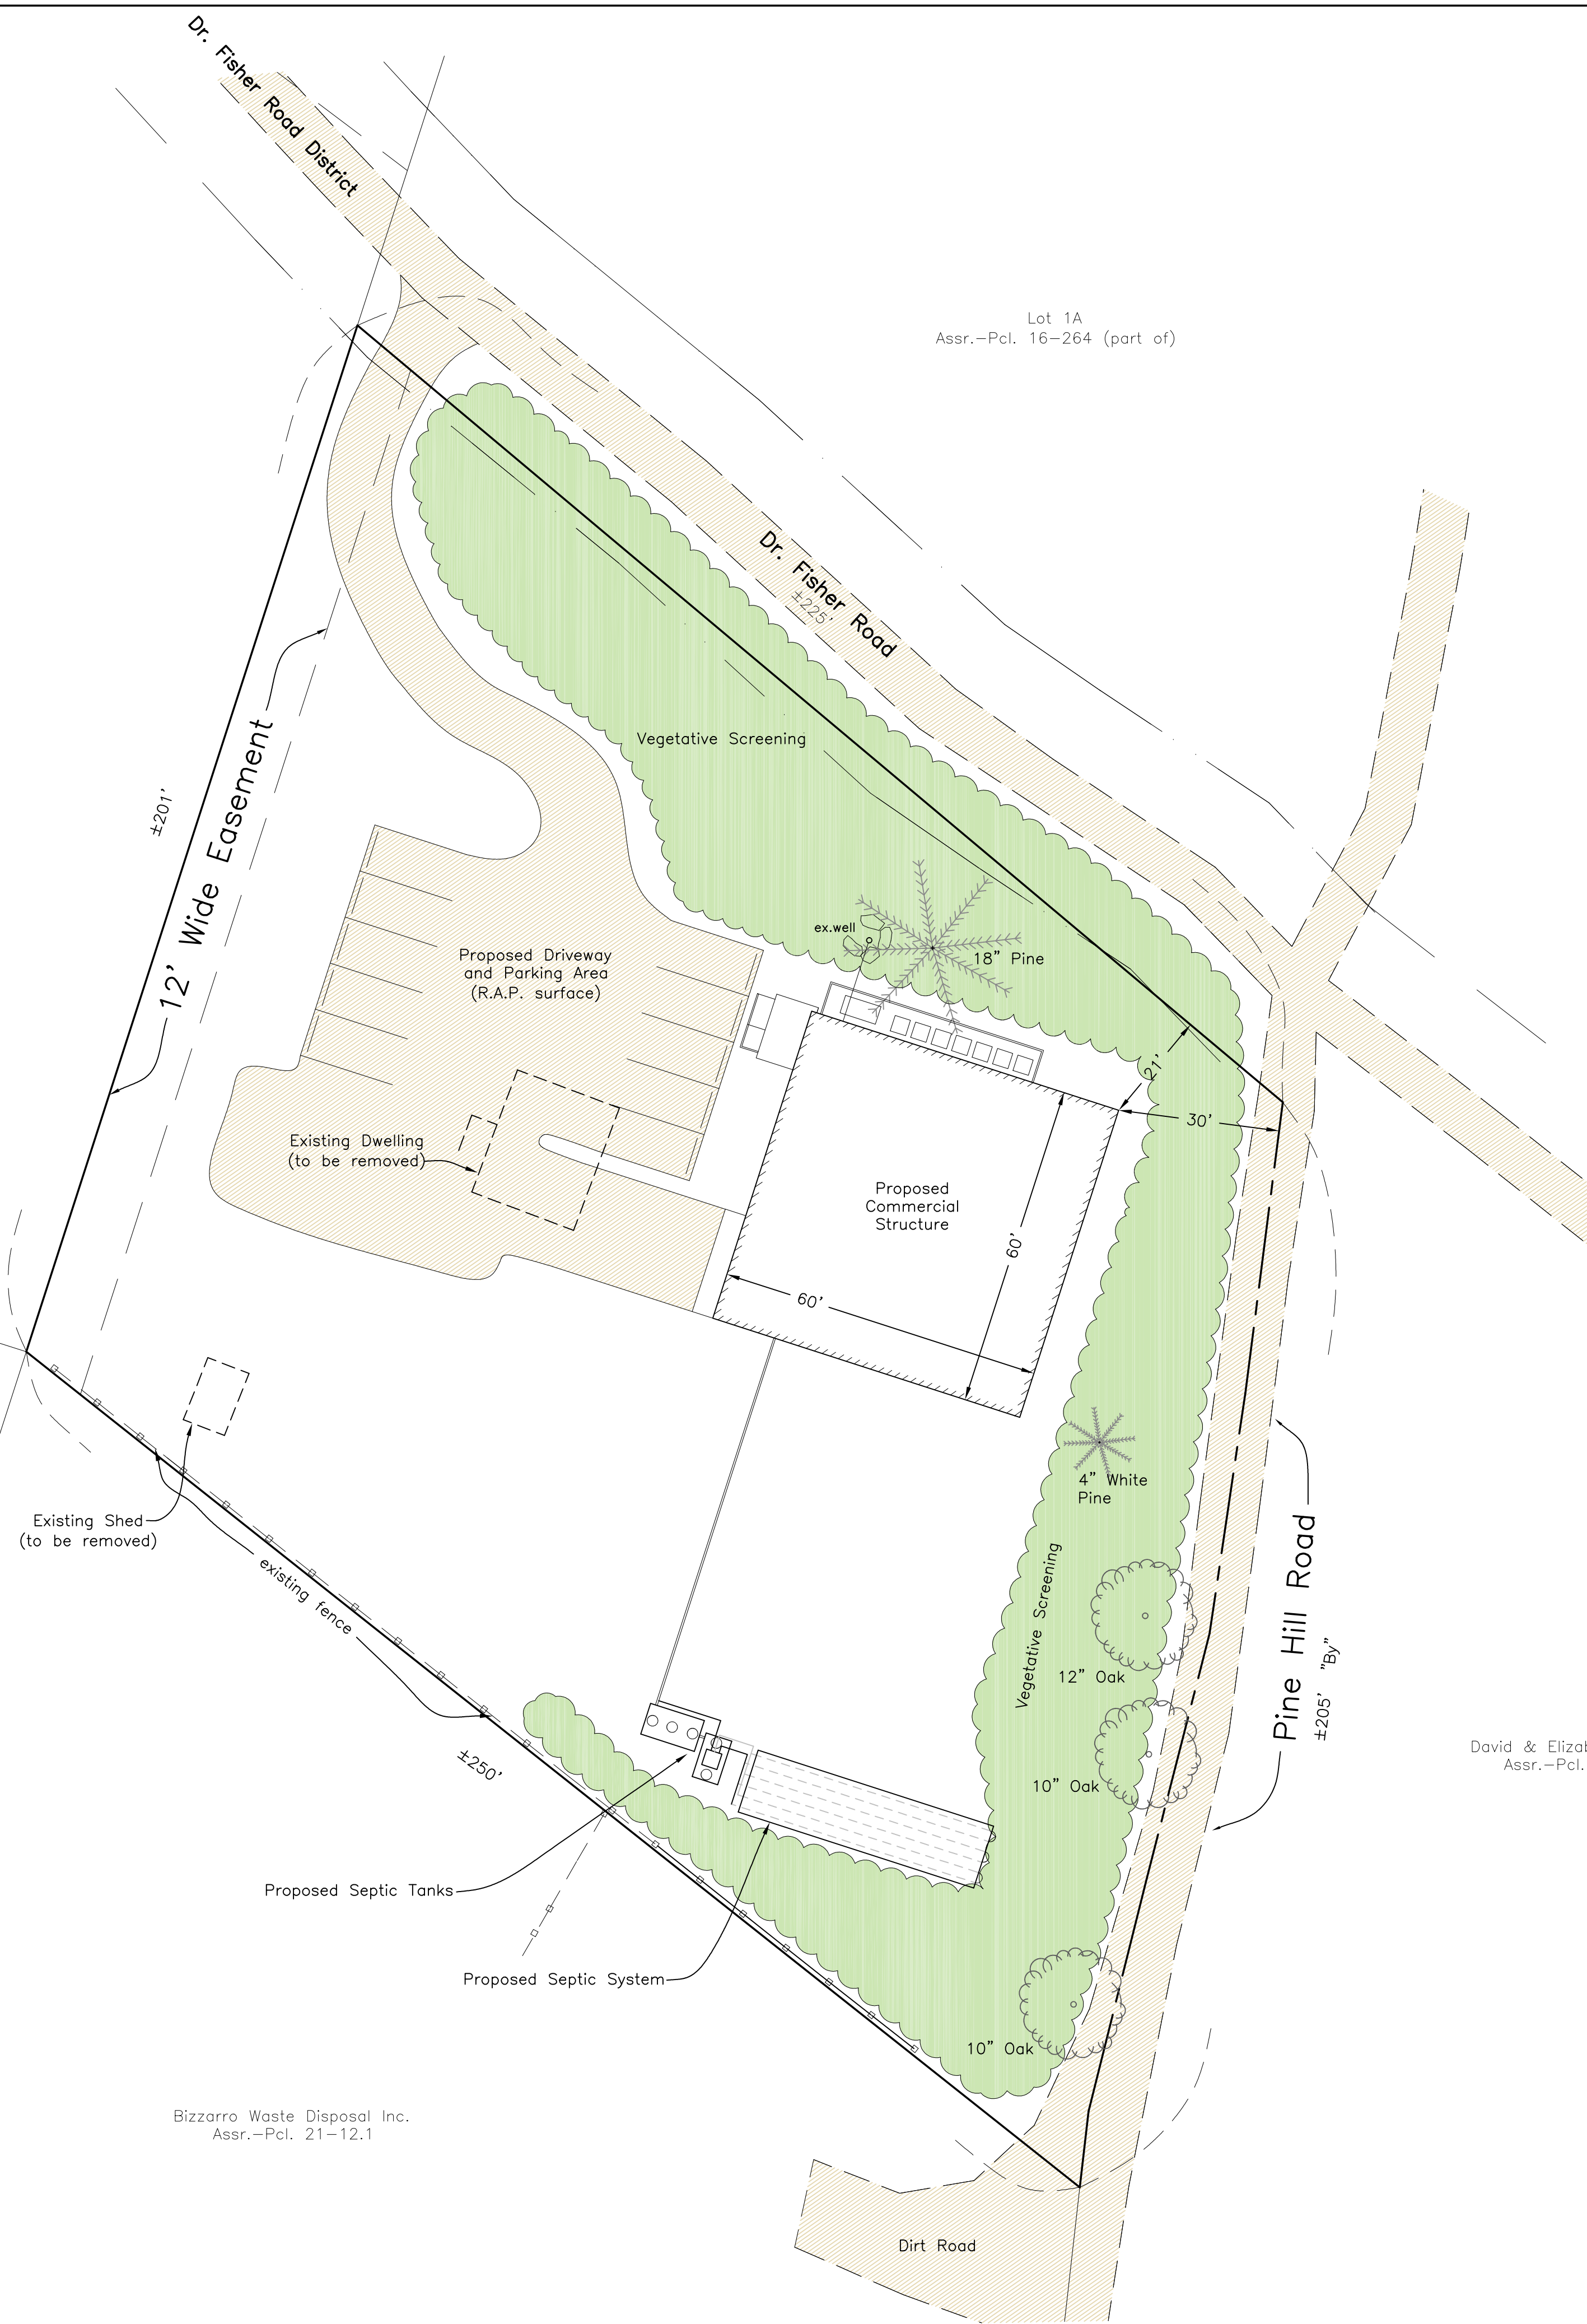 Dr. Fisher Road District
Lot 1A
Assr.-Pcl. 16-264 (part of)
Dr. Fisher Road
±225'
Vegetative Screening
±201'
12' Wide Easement
ex.well
18" Pine
Proposed Driveway
and Parking Area
(R.A.P. surface)
21'
30'
Existing Dwelling
(to be removed)
Proposed
Commercial
Structure
60'
60'
4" White
Pine
Existing Shed
(to be removed)
existing fence
Vegetative Screening
12" Oak
Pine Hill Road
±205' "By"
10" Oak
±250'
David & Elizab
Assr.-Pcl.
Proposed Septic Tanks
Proposed Septic System
10" Oak
Bizzarro Waste Disposal Inc.
Assr.-Pcl. 21-12.1
Dirt Road